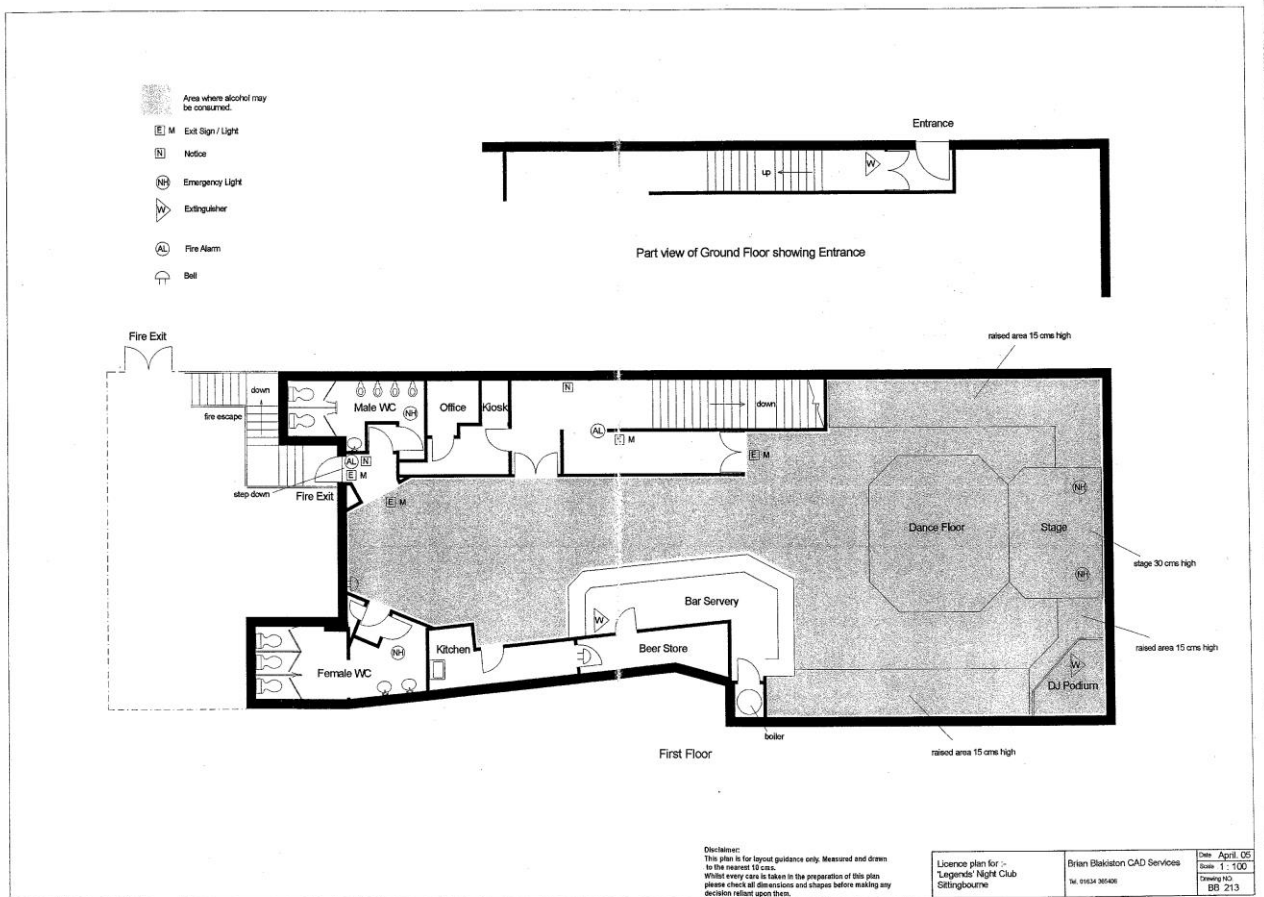 Area where alcohol may
be consumed.
E M Exit Sign / Light
N Notice
NH Emergency Light
W Extinguisher
AL Fire Alarm
Bell
Entrance
W
up
Part view of Ground Floor showing Entrance
Fire Exit
raised area 15 cms high
down
fire escape
Male WC
NH
Office
Kiosk
N
down
AL
M
E M
AL N
E M
step down
Fire Exit
E M
NH
Dance Floor
Stage
stage 30 cms high
NH
Bar Servery
W
Kitchen
Beer Store
NH
Female WC
raised area 15 cms high
W
DJ Podium
boiler
raised area 15 cms high
First Floor
Disclaimer:
This plan is for layout guidance only. Measured and drawn
to the nearest 10 cms.
Whilst every care is taken in the preparation of this plan
please check all dimensions and shapes before making any
decision reliant upon them.
Licence plan for :-
'Legends' Night Club
Sittingbourne
Brian Blakiston CAD Services
Tel. 01634 365406
Date April. 05
Scale 1 : 100
Drawing NO.
BB 213